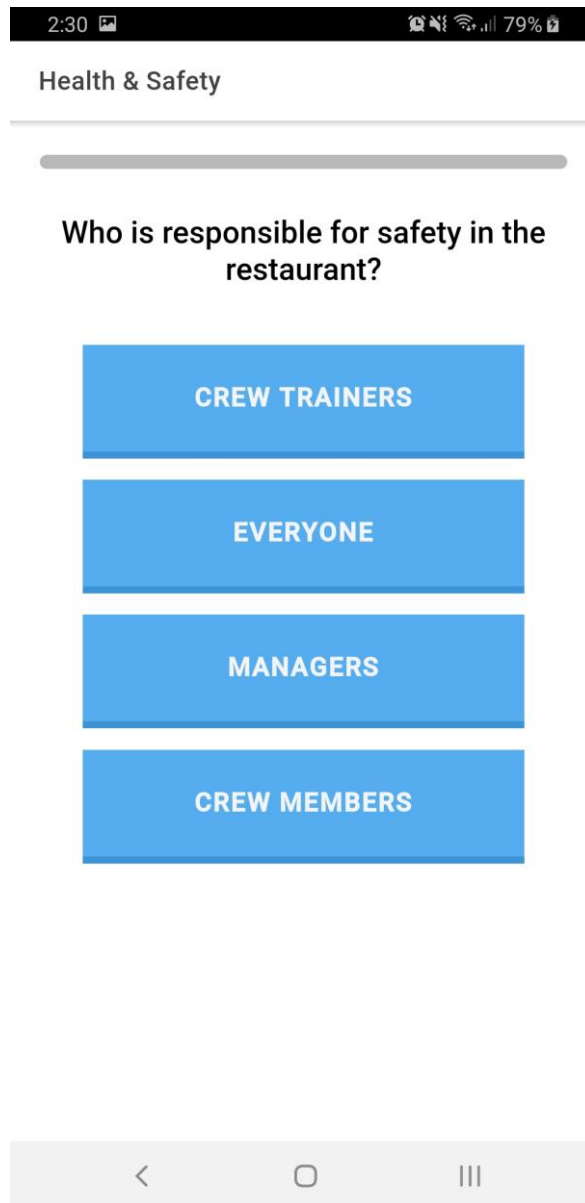 2:30 79%
Health & Safety
Who is responsible for safety in the
restaurant?
CREW TRAINERS
EVERYONE
MANAGERS
CREW MEMBERS